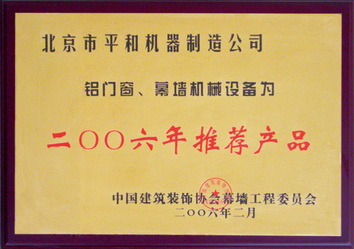 北京市平和机器制造公司
铝门窗、幕墙机械设备为
二〇〇六年推荐产品
中国建筑装饰协会幕墙工程委员会
二〇〇六年二月